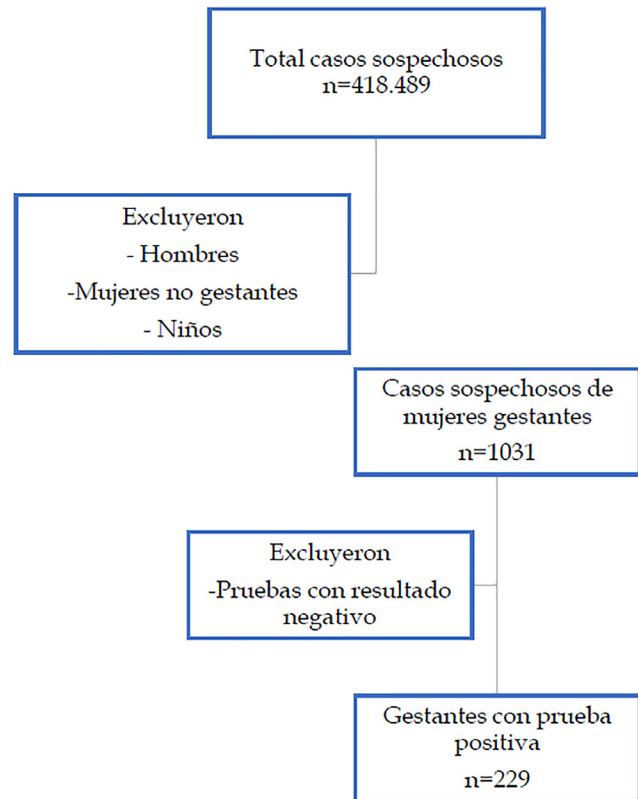 Total casos sospechosos
n=418.489
Excluyeron
- Hombres
-Mujeres no gestantes
- Niños
Casos sospechosos de
mujeres gestantes
n=1031
Excluyeron
-Pruebas con resultado
negativo
Gestantes con prueba
positiva
n=229